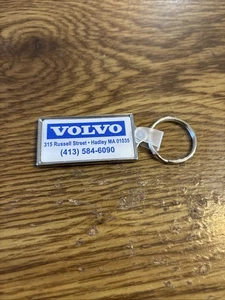 VOLVO
315 Russell Street • Hadley MA 01035
(413) 584-6090